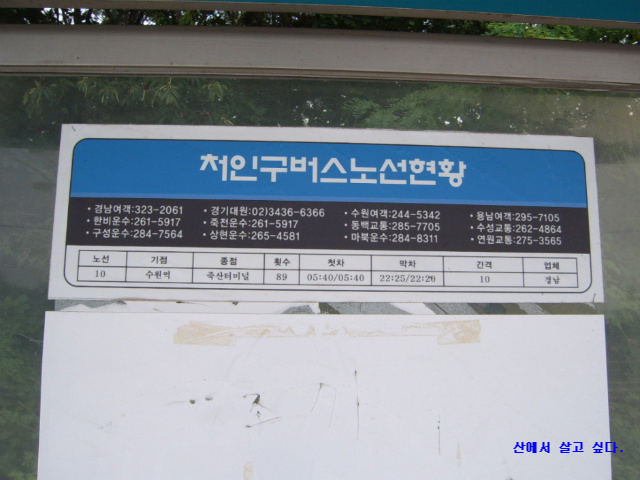 처인구버스노선현황
• 경남여객:323-2061 • 경기대원:02)3436-6366 • 수원여객:244-5342 • 용남여객:295-7105
• 한비운수:261-5917 • 죽전운수:261-5917 • 동백교통:285-7705 • 수성교통:262-4864
• 구성운수:284-7564 • 상현운수:265-4581 • 마북운수:284-8311 • 연원교통:275-3565
노선 기점 종점 횟수 첫차 막차 간격 업체
10 수원역 죽산터미널 89 05:40/05:40 22:25/22:20 10 경남
산에서 살고 싶다.